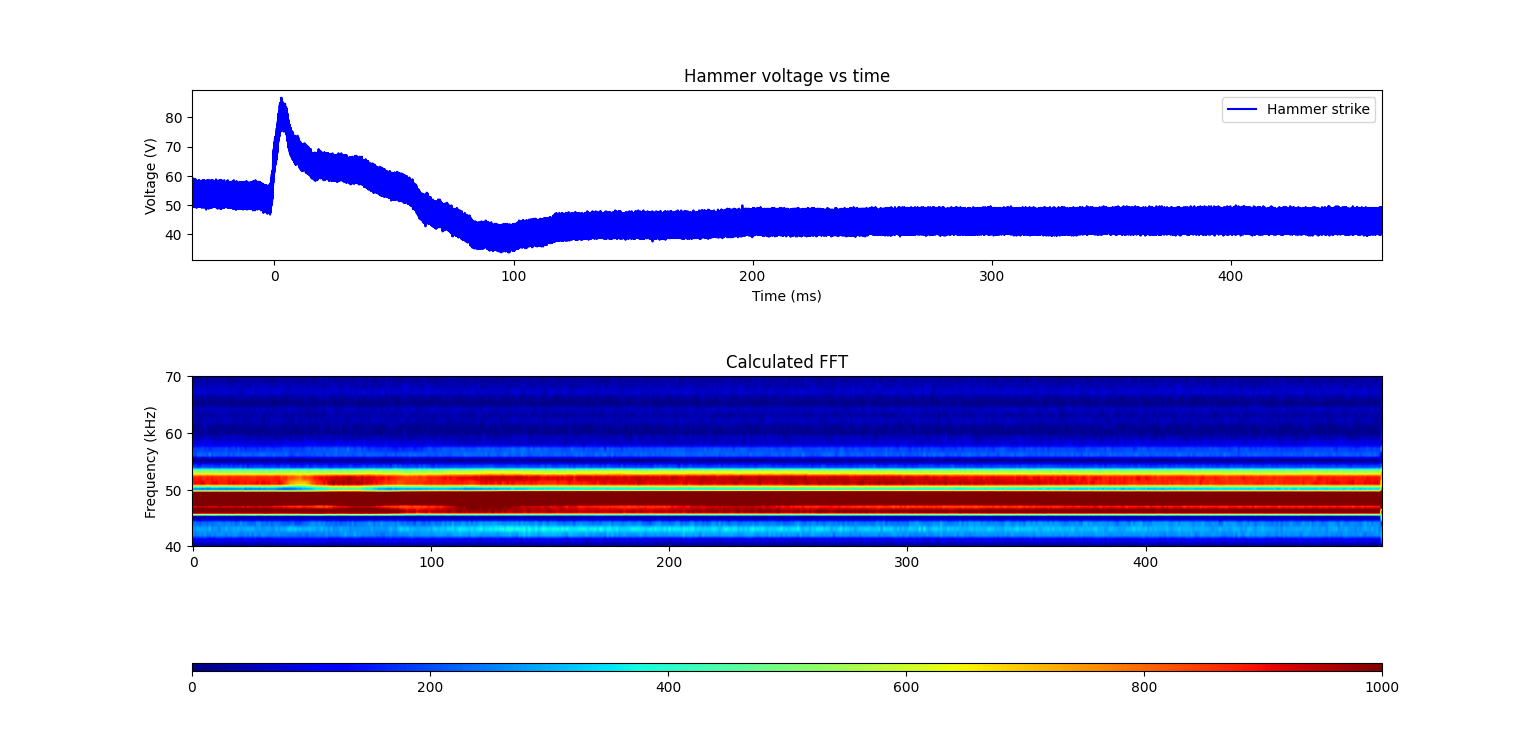 Hammer voltage vs time
Hammer strike
80
70
60
50
40
Voltage (V)
0 100 200 300 400
Time (ms)
Calculated FFT
70
60
50
40
Frequency (kHz)
0 100 200 300 400
0 200 400 600 800 1000